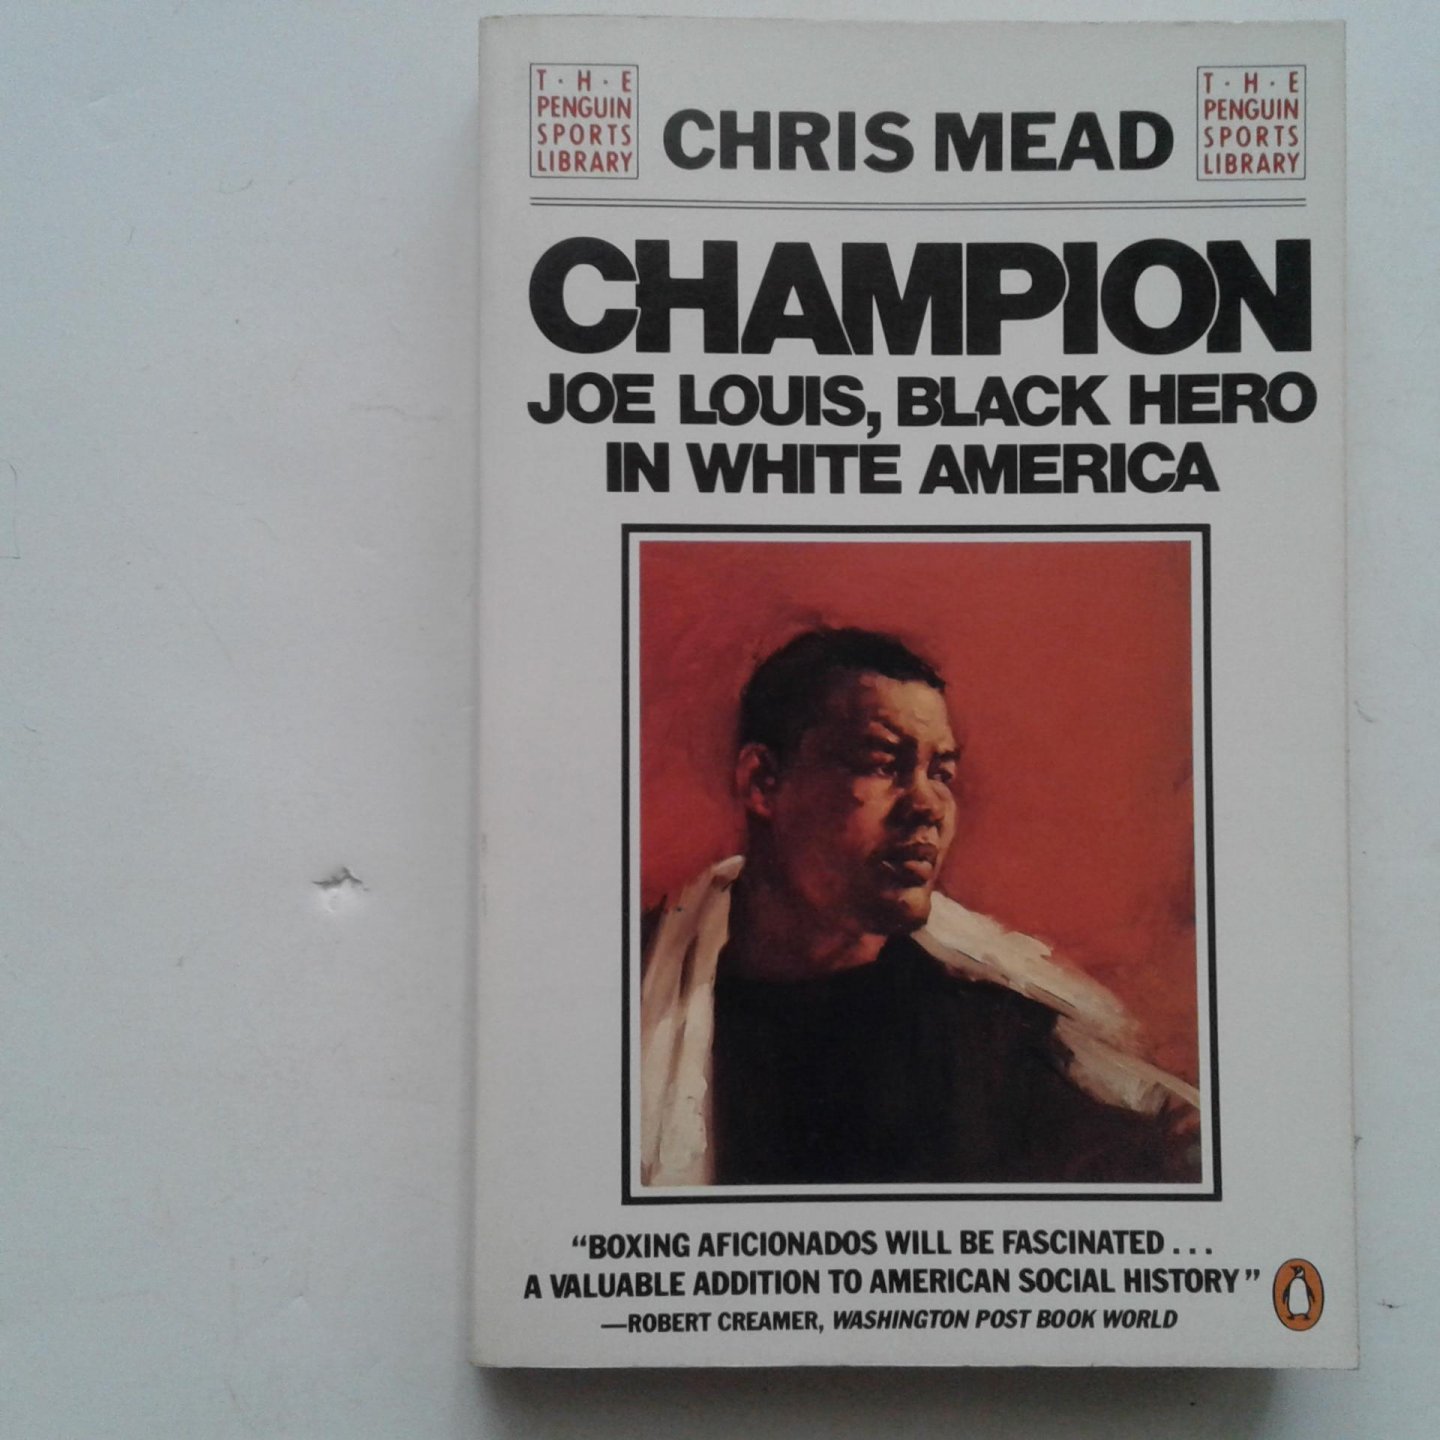 T·H·E
PENGUIN
SPORTS
LIBRARY
CHRIS MEAD
T·H·E
PENGUIN
SPORTS
LIBRARY
CHAMPION
JOE LOUIS, BLACK HERO
IN WHITE AMERICA
“BOXING AFICIONADOS WILL BE FASCINATED . . .
A VALUABLE ADDITION TO AMERICAN SOCIAL HISTORY”
—ROBERT CREAMER, WASHINGTON POST BOOK WORLD